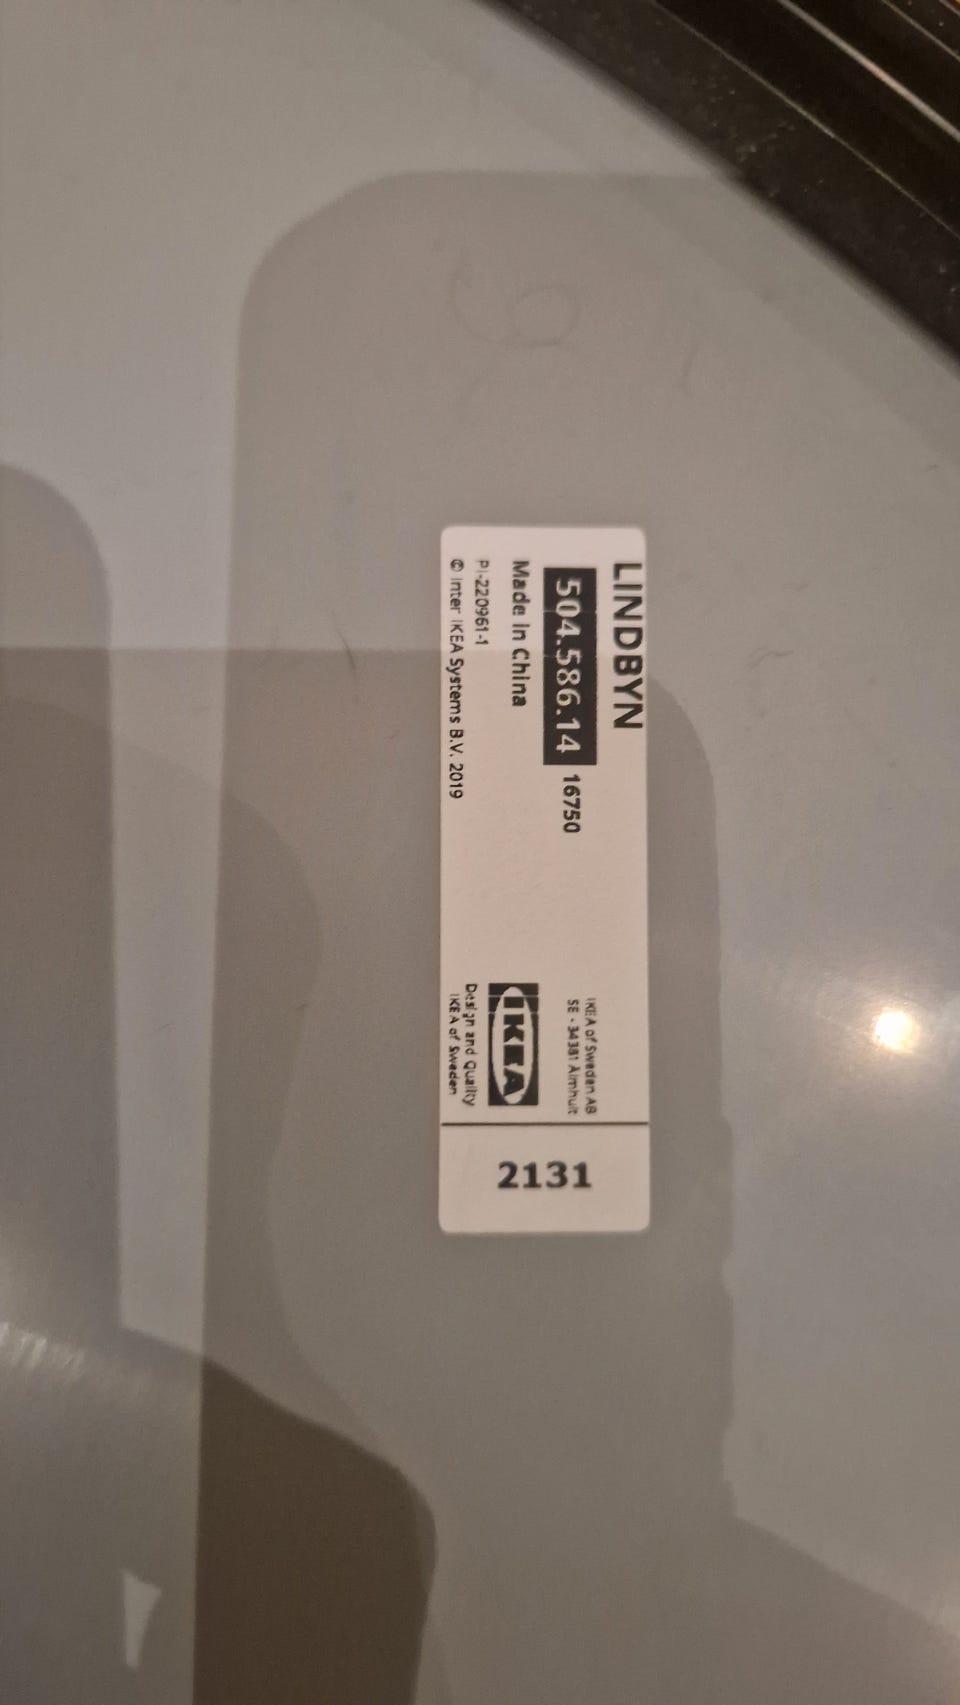 LINDBYN
504.586.14 16750
Made in China
PI-220961-1
© Inter IKEA Systems B.V. 2019
IKEA of Sweden AB
SE - 34381 Älmhult
IKEA
Design and Quality
IKEA of Sweden
2131